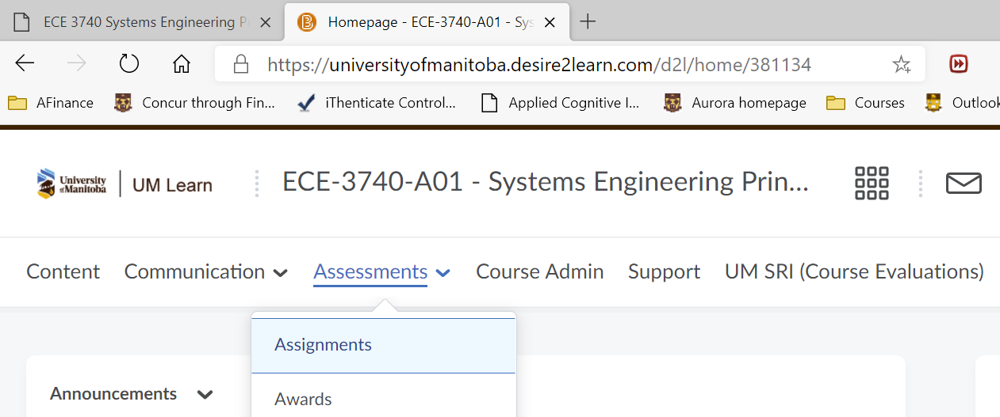 ECE 3740 Systems Engineering P
Homepage - ECE-3740-A01 - Sys
https://universityofmanitoba.desire2learn.com/d2l/home/381134
AFinance Concur through Fin... iThenticate Control... Applied Cognitive I... Aurora homepage Courses Outlook
University of Manitoba UM Learn ECE-3740-A01 - Systems Engineering Prin...
Content Communication Assessments Course Admin Support UM SRI (Course Evaluations)
Assignments
Announcements
Awards